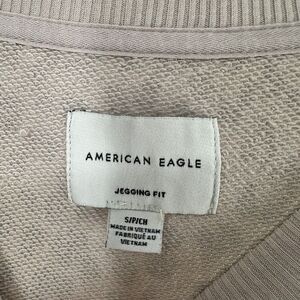 AMERICAN EAGLE
JEGGING FIT
S/P/CH
MADE IN VIETNAM
FABRIQUÉ AU
VIETNAM